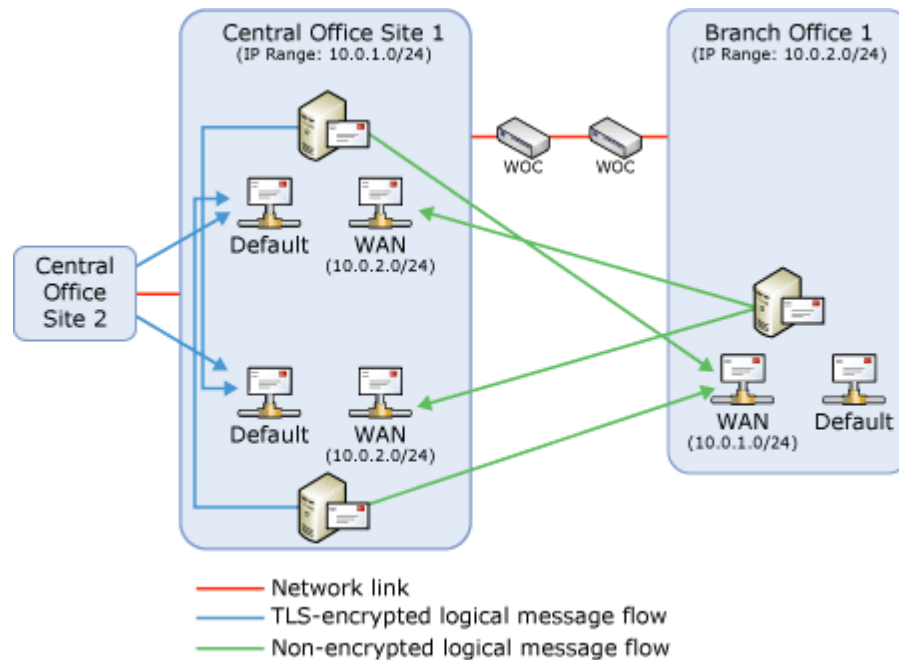 Central Office Site 1
(IP Range: 10.0.1.0/24)
Branch Office 1
(IP Range: 10.0.2.0/24)
WOC
WOC
Default
WAN
(10.0.2.0/24)
Central
Office
Site 2
Default
WAN
(10.0.2.0/24)
WAN
(10.0.1.0/24)
Default
Network link
TLS-encrypted logical message flow
Non-encrypted logical message flow